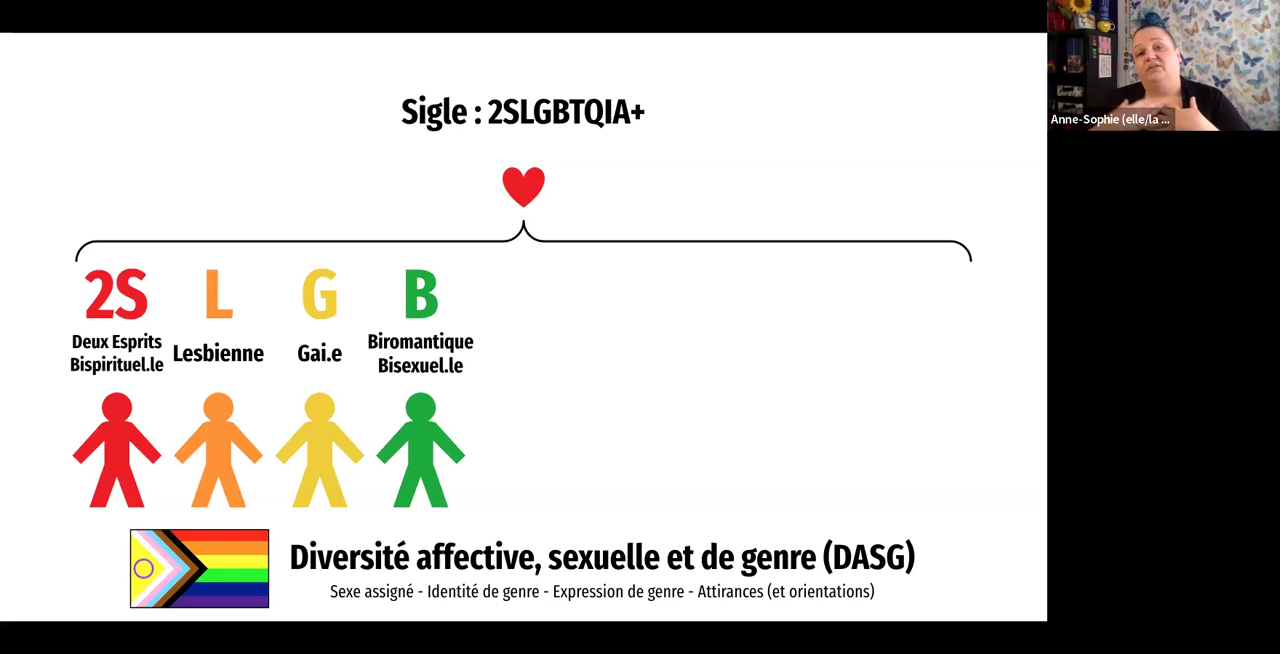 Sigle : 2SLGBTQIA+
2S L G B
Deux Esprits
Bispirituel.le
Lesbienne
Gai.e
Biromantique
Bisexuel.le
Diversité affective, sexuelle et de genre (DASG)
Sexe assigné - Identité de genre - Expression de genre - Attirances (et orientations)
Anne-Sophie (elle/la ...